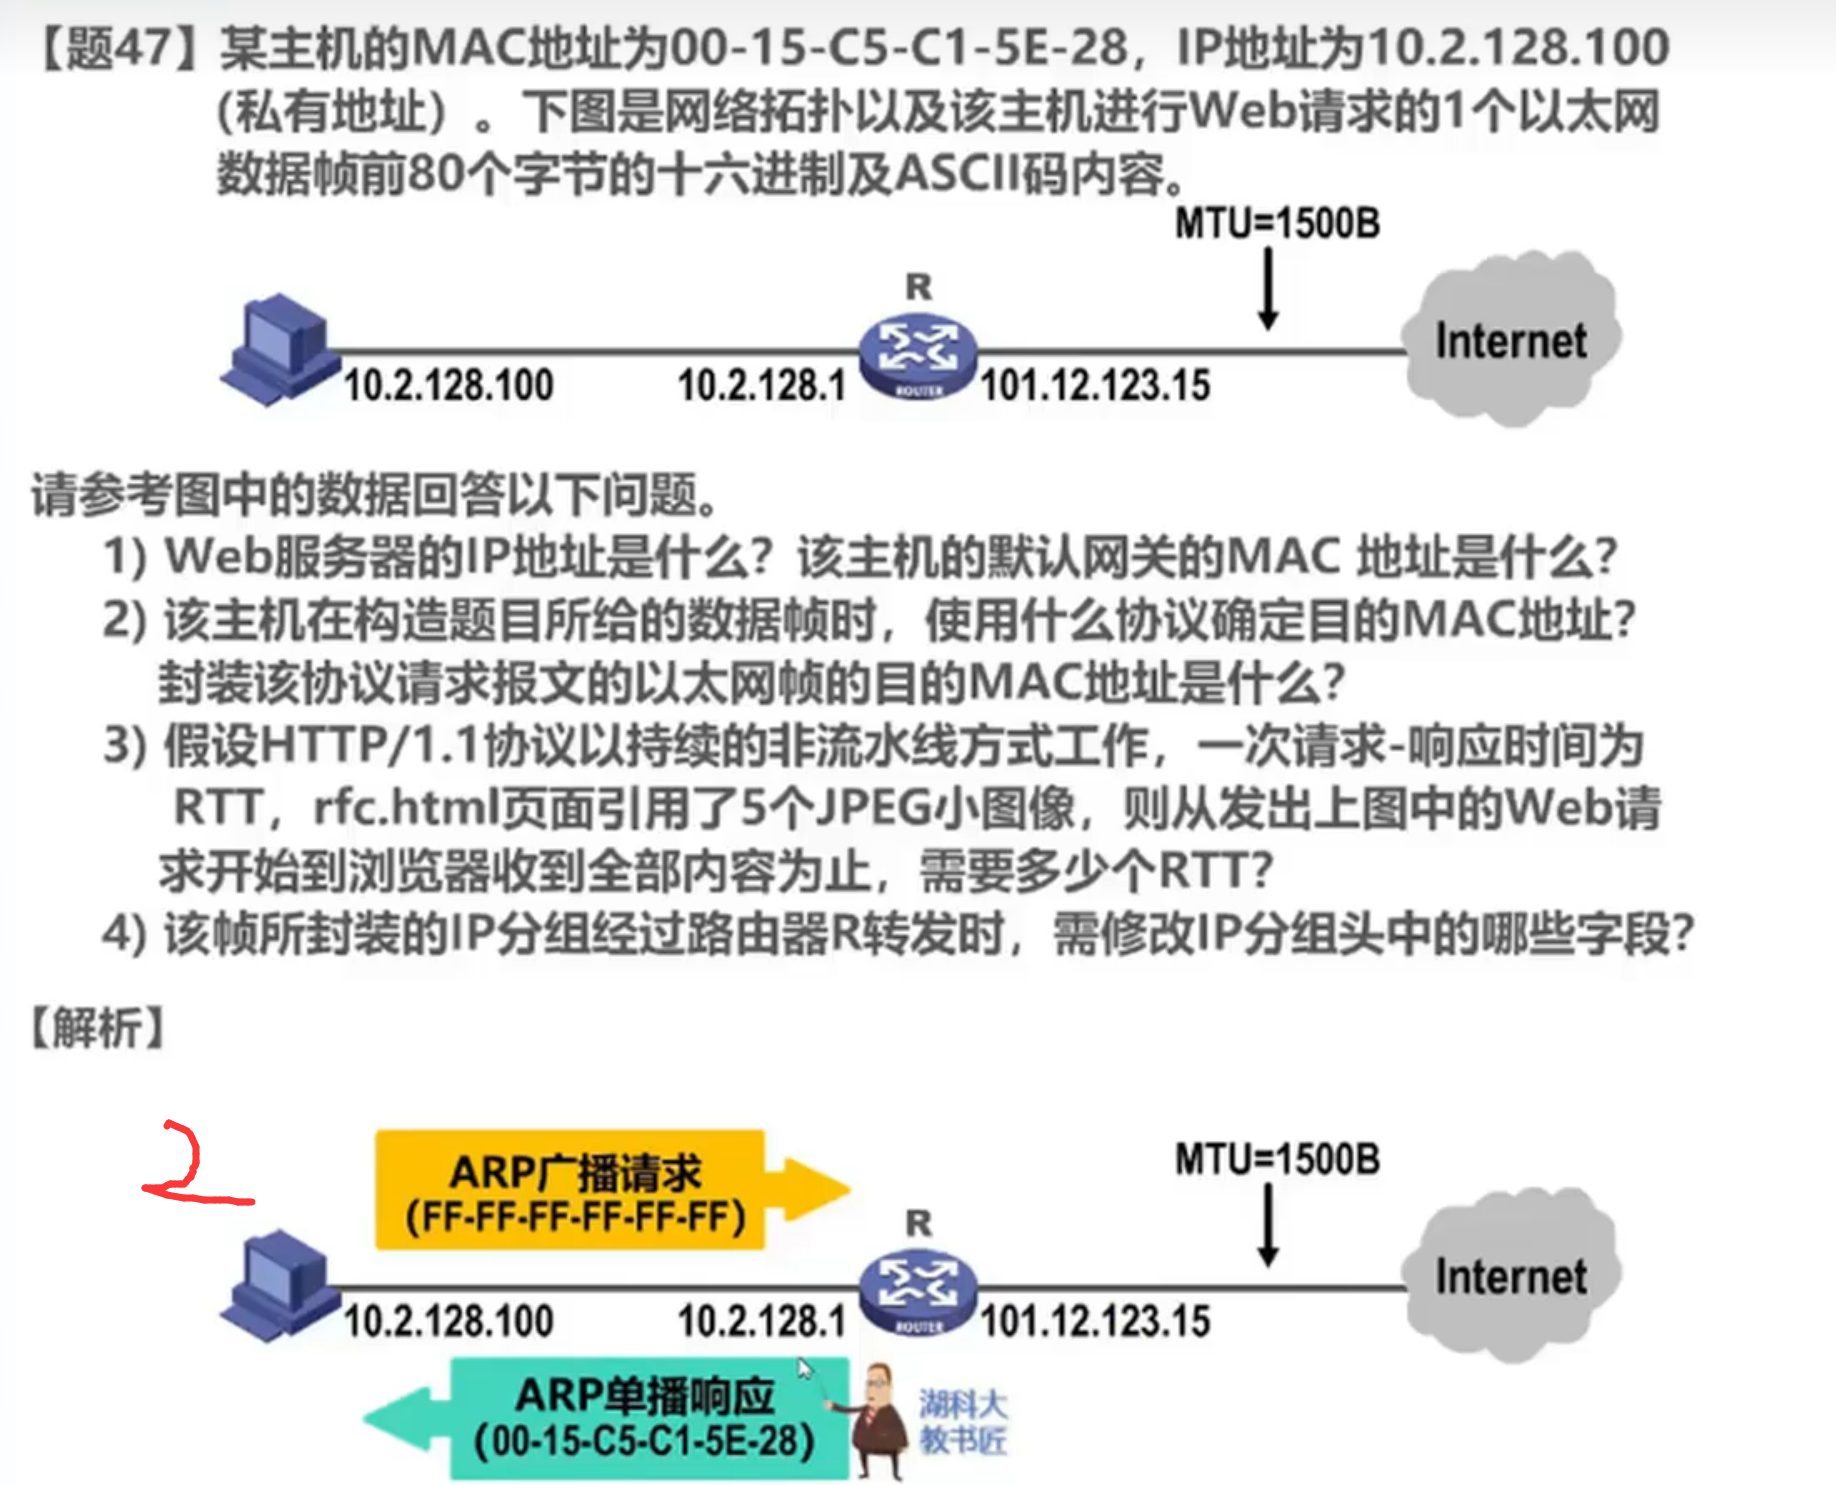 【题47】某主机的MAC地址为00-15-C5-C1-5E-28，IP地址为10.2.128.100
(私有地址）。下图是网络拓扑以及该主机进行Web请求的1个以太网
数据帧前80个字节的十六进制及ASCII码内容。
MTU=1500B
R
Internet
ROUTER
10.2.128.100
10.2.128.1
101.12.123.15
请参考图中的数据回答以下问题。
1) Web服务器的IP地址是什么？该主机的默认网关的MAC 地址是什么？
2) 该主机在构造题目所给的数据帧时，使用什么协议确定目的MAC地址？
封装该协议请求报文的以太网帧的目的MAC地址是什么？
3) 假设HTTP/1.1协议以持续的非流水线方式工作，一次请求-响应时间为
RTT，rfc.html页面引用了5个JPEG小图像，则从发出上图中的Web请
求开始到浏览器收到全部内容为止，需要多少个RTT？
4) 该帧所封装的IP分组经过路由器R转发时，需修改IP分组头中的哪些字段？
【解析】
2
ARP广播请求
(FF-FF-FF-FF-FF-FF)
MTU=1500B
R
Internet
ROUTER
10.2.128.100
10.2.128.1
101.12.123.15
ARP单播响应
(00-15-C5-C1-5E-28)
湖科大
教书匠